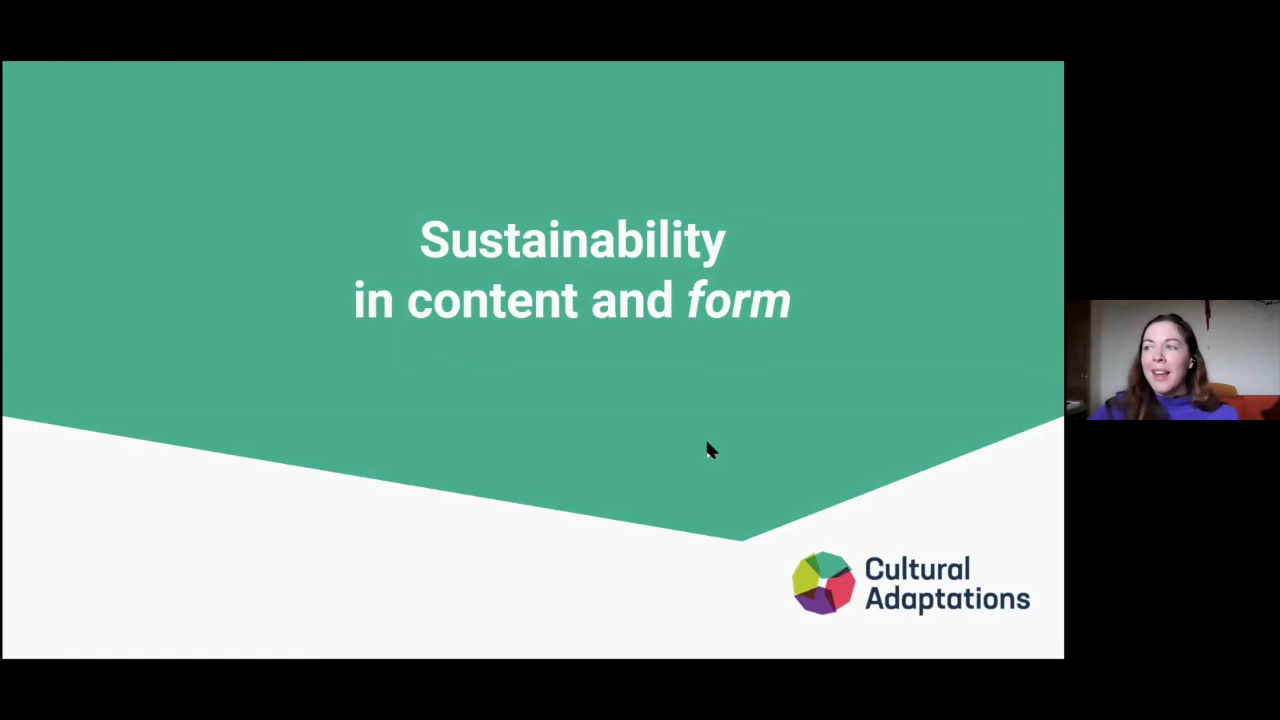 Sustainability
in content and form
Cultural
Adaptations